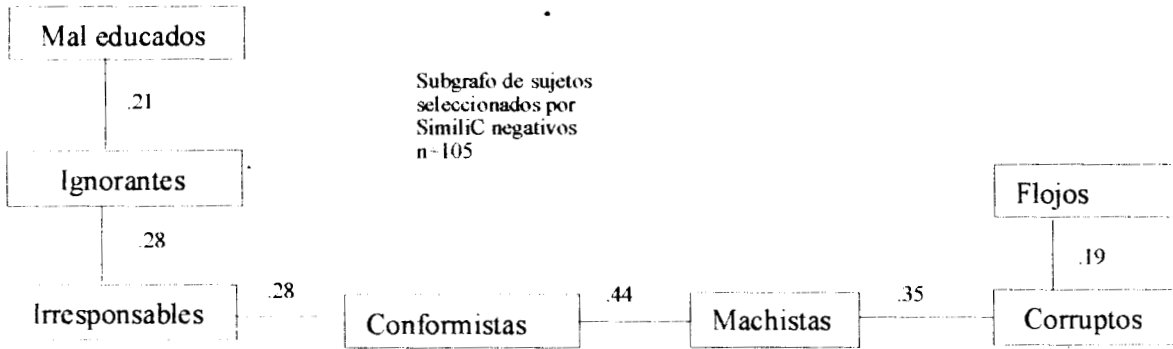 Mal educados
.21
Subgrafo de sujetos
seleccionados por
SimiliC negativos
n=105
Ignorantes
Flojos
.28
.19
Irresponsables
.28
Conformistas
.44
Machistas
.35
Corruptos